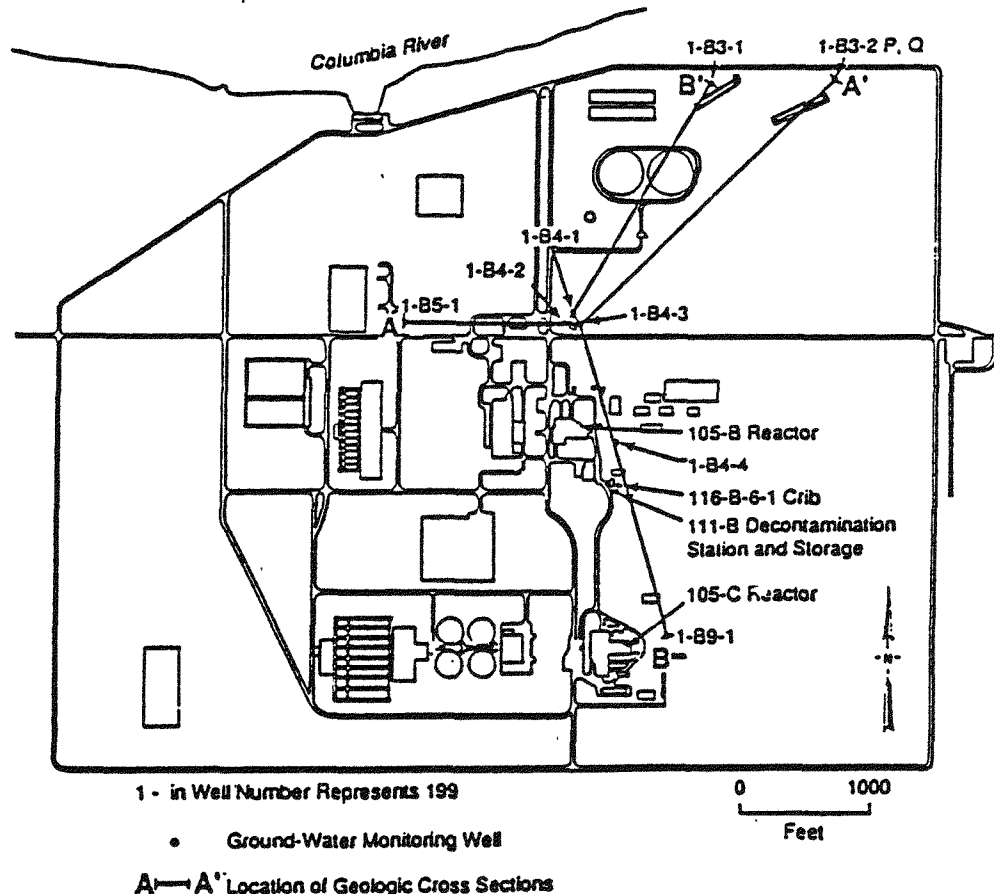 Columbia River
1-B3-1
1-B3-2 P, Q
B'
A'
1-B4-1
1-B4-2
1-B5-1
A
1-B4-3
105-B Reactor
1-B4-4
116-B-6-1 Crib
111-B Decontamination
Station and Storage
105-C Reactor
1-B9-1
B
N
1 - in Well Number Represents 199
0 1000
Feet
Ground-Water Monitoring Well
A A' Location of Geologic Cross Sections